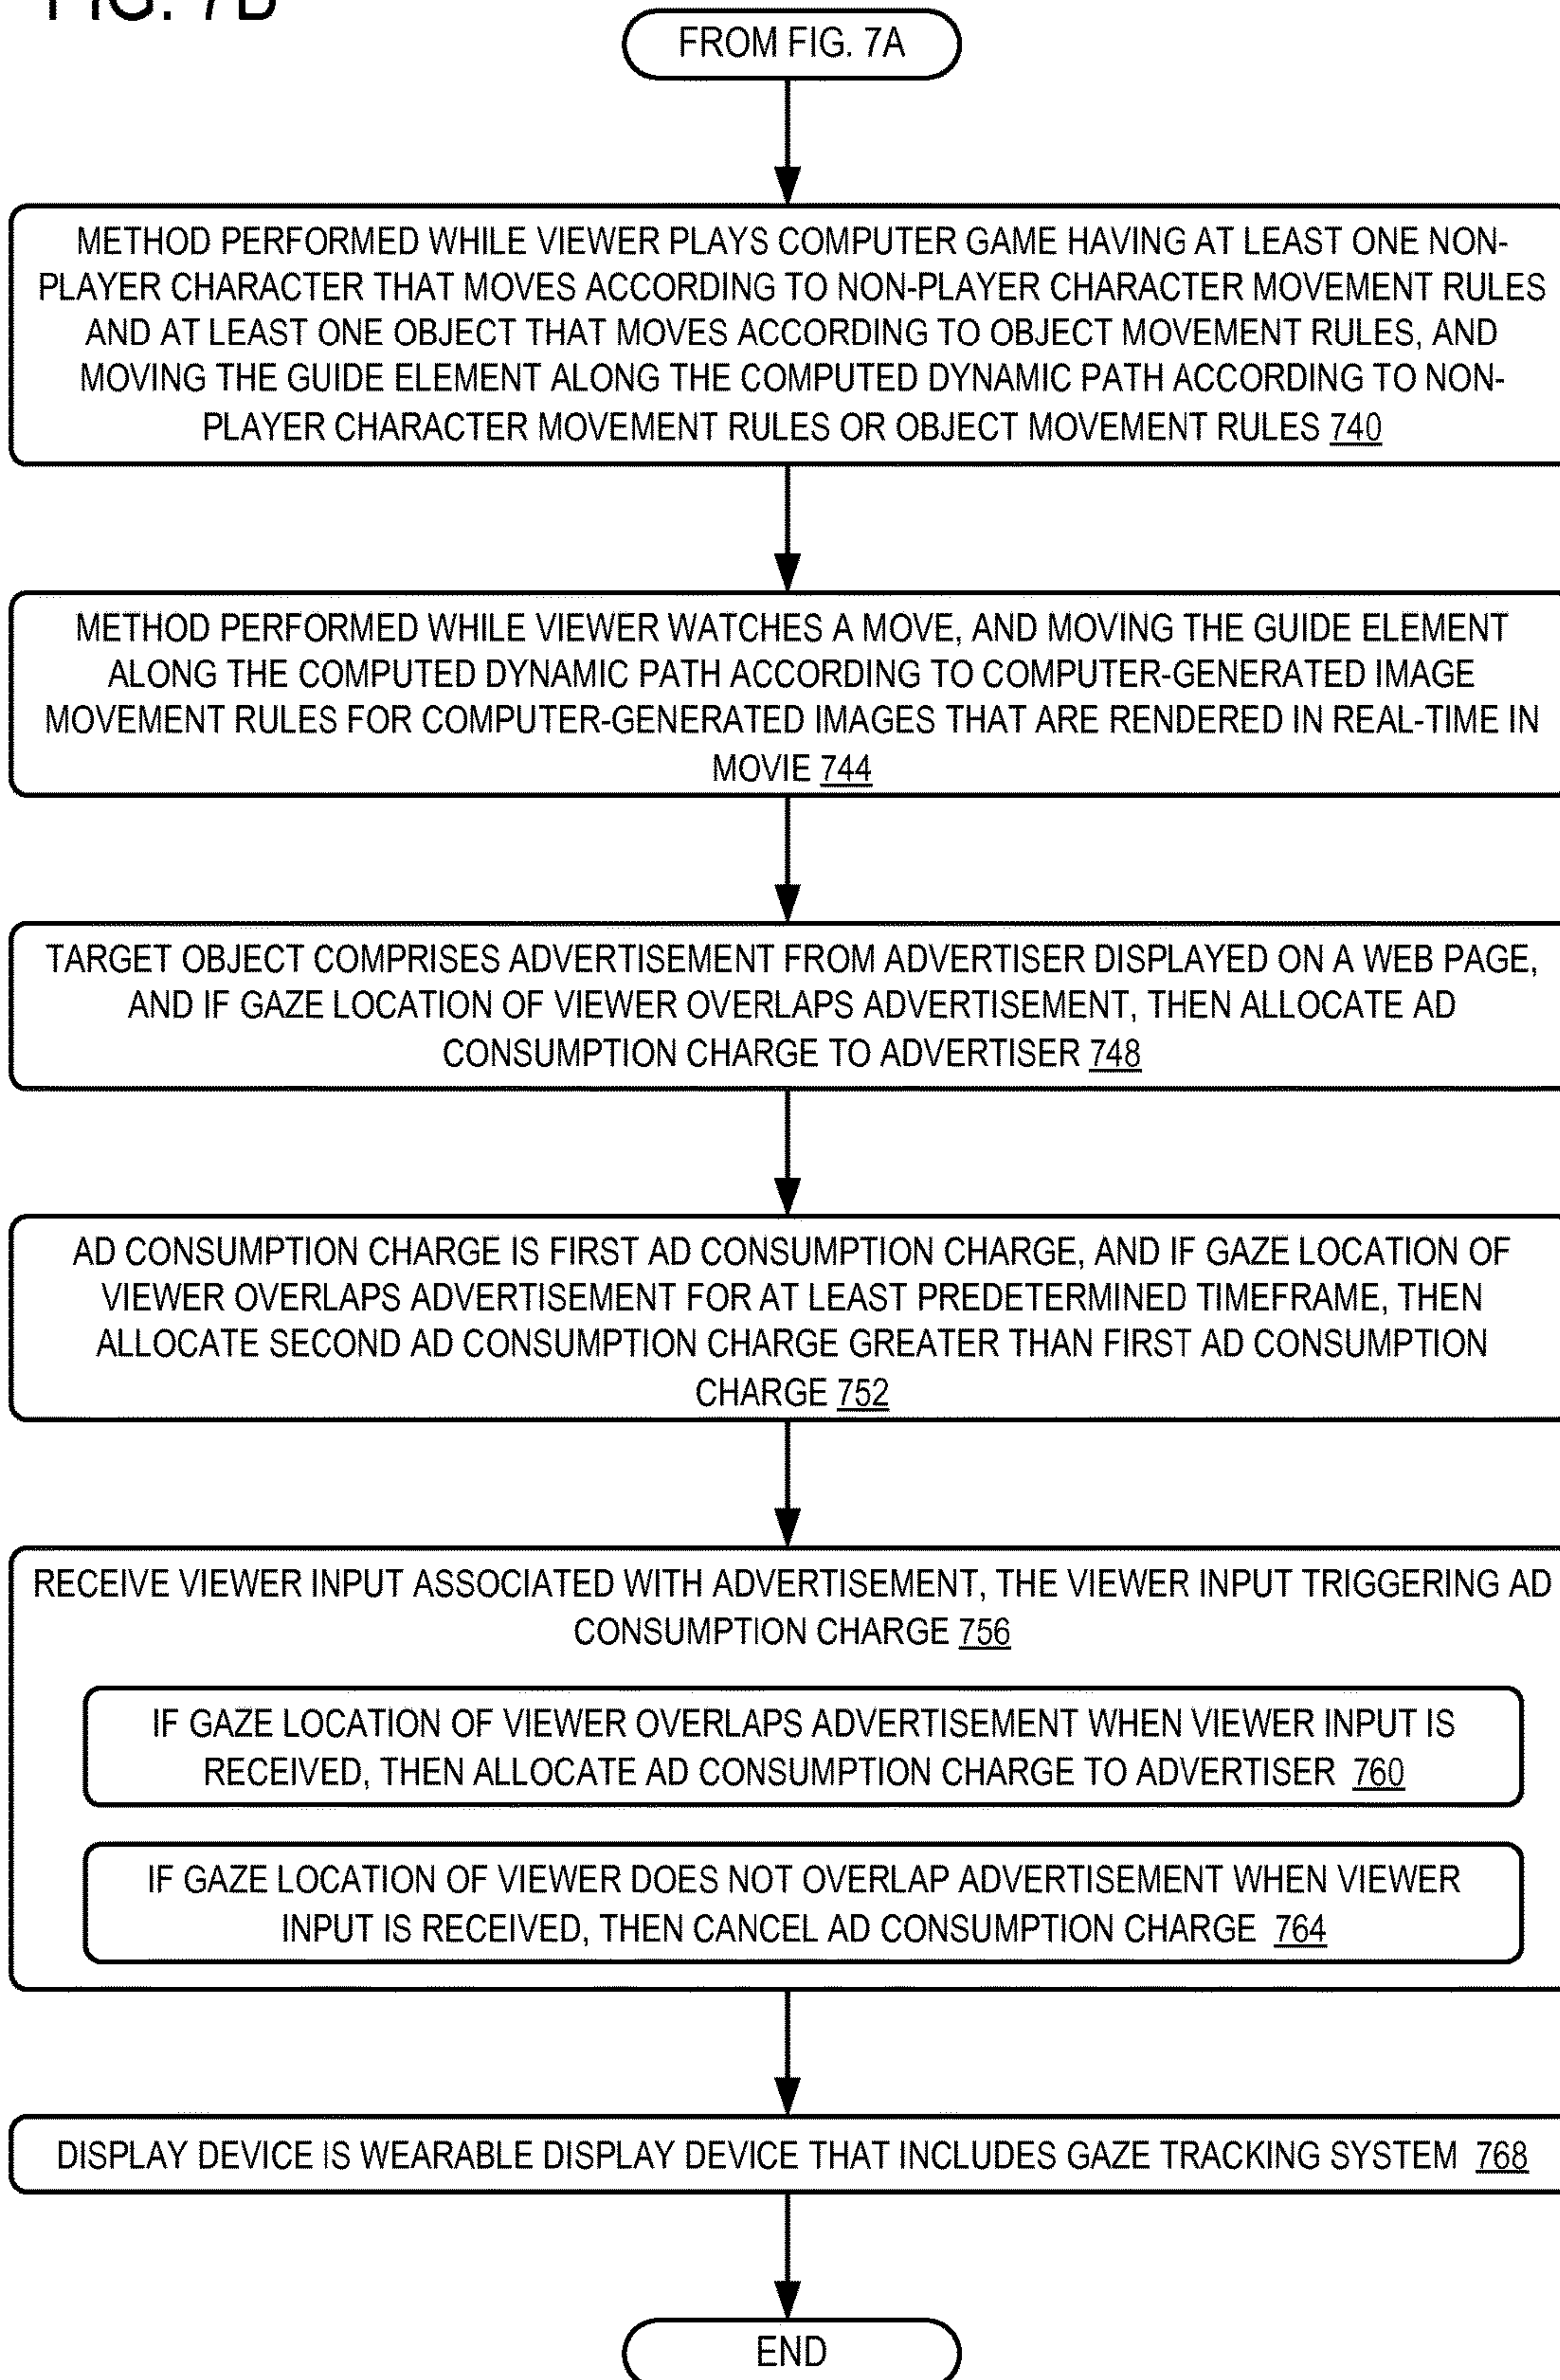 FIG. 7B
FROM FIG. 7A
METHOD PERFORMED WHILE VIEWER PLAYS COMPUTER GAME HAVING AT LEAST ONE NON-
PLAYER CHARACTER THAT MOVES ACCORDING TO NON-PLAYER CHARACTER MOVEMENT RULES
AND AT LEAST ONE OBJECT THAT MOVES ACCORDING TO OBJECT MOVEMENT RULES, AND
MOVING THE GUIDE ELEMENT ALONG THE COMPUTED DYNAMIC PATH ACCORDING TO NON-
PLAYER CHARACTER MOVEMENT RULES OR OBJECT MOVEMENT RULES 740
METHOD PERFORMED WHILE VIEWER WATCHES A MOVE, AND MOVING THE GUIDE ELEMENT
ALONG THE COMPUTED DYNAMIC PATH ACCORDING TO COMPUTER-GENERATED IMAGE
MOVEMENT RULES FOR COMPUTER-GENERATED IMAGES THAT ARE RENDERED IN REAL-TIME IN
MOVIE 744
TARGET OBJECT COMPRISES ADVERTISEMENT FROM ADVERTISER DISPLAYED ON A WEB PAGE,
AND IF GAZE LOCATION OF VIEWER OVERLAPS ADVERTISEMENT, THEN ALLOCATE AD
CONSUMPTION CHARGE TO ADVERTISER 748
AD CONSUMPTION CHARGE IS FIRST AD CONSUMPTION CHARGE, AND IF GAZE LOCATION OF
VIEWER OVERLAPS ADVERTISEMENT FOR AT LEAST PREDETERMINED TIMEFRAME, THEN
ALLOCATE SECOND AD CONSUMPTION CHARGE GREATER THAN FIRST AD CONSUMPTION
CHARGE 752
RECEIVE VIEWER INPUT ASSOCIATED WITH ADVERTISEMENT, THE VIEWER INPUT TRIGGERING AD
CONSUMPTION CHARGE 756
IF GAZE LOCATION OF VIEWER OVERLAPS ADVERTISEMENT WHEN VIEWER INPUT IS
RECEIVED, THEN ALLOCATE AD CONSUMPTION CHARGE TO ADVERTISER 760
IF GAZE LOCATION OF VIEWER DOES NOT OVERLAP ADVERTISEMENT WHEN VIEWER
INPUT IS RECEIVED, THEN CANCEL AD CONSUMPTION CHARGE 764
DISPLAY DEVICE IS WEARABLE DISPLAY DEVICE THAT INCLUDES GAZE TRACKING SYSTEM 768
END